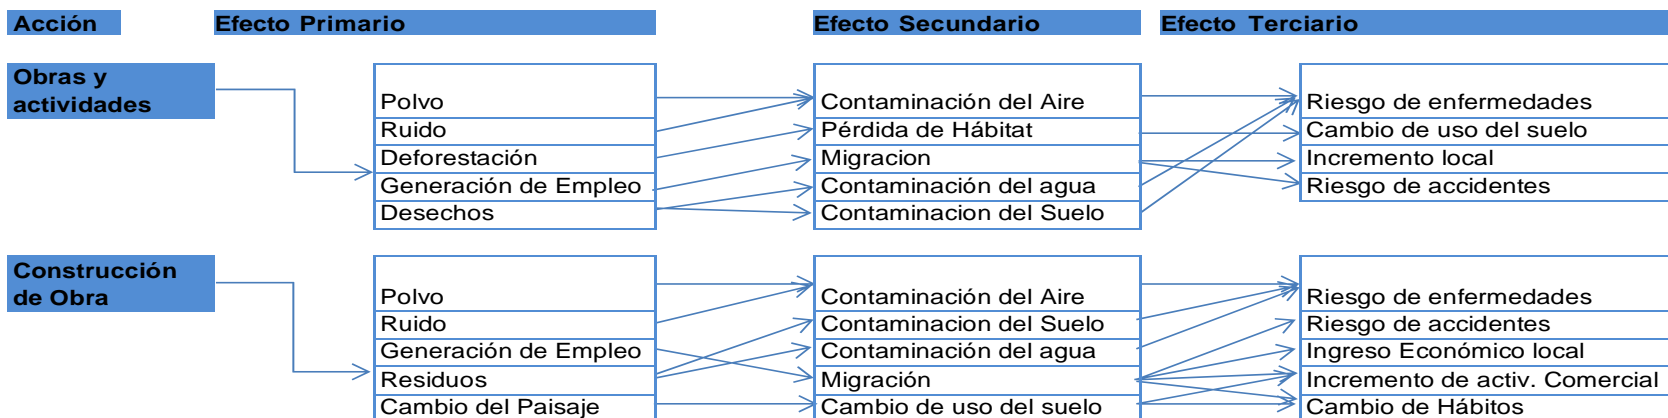 Acción Efecto Primario Efecto Secundario Efecto Terciario
Obras y
actividades
Polvo
Ruido
Deforestación
Generación de Empleo
Desechos
Contaminación del Aire
Pérdida de Hábitat
Migracion
Contaminación del agua
Contaminacion del Suelo
Riesgo de enfermedades
Cambio de uso del suelo
Incremento local
Riesgo de accidentes
Construcción
de Obra
Polvo
Ruido
Generación de Empleo
Residuos
Cambio del Paisaje
Contaminación del Aire
Contaminacion del Suelo
Contaminación del agua
Migración
Cambio de uso del suelo
Riesgo de enfermedades
Riesgo de accidentes
Ingreso Económico local
Incremento de activ. Comercial
Cambio de Hábitos